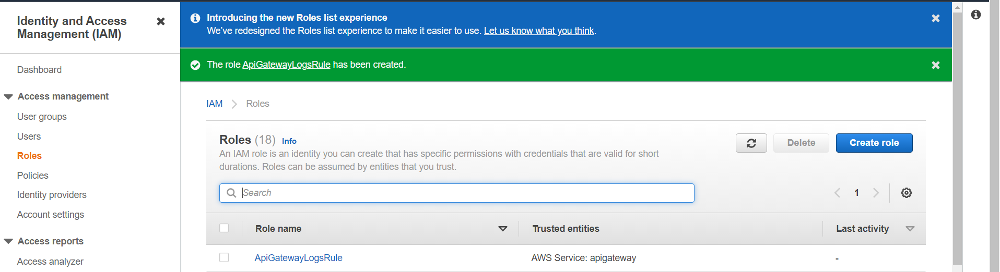 Identity and Access
Management (IAM)
Dashboard
Access management
User groups
Users
Roles
Policies
Identity providers
Account settings
Access reports
Access analyzer
Introducing the new Roles list experience
We've redesigned the Roles list experience to make it easier to use. Let us know what you think.
The role ApiGatewayLogsRule has been created.
IAM Roles
Roles (18) Info
Delete
Create role
An IAM role is an identity you can create that has specific permissions with credentials that are valid for short
durations. Roles can be assumed by entities that you trust.
Search
1
Role name Trusted entities Last activity
ApiGatewayLogsRule AWS Service: apigateway -